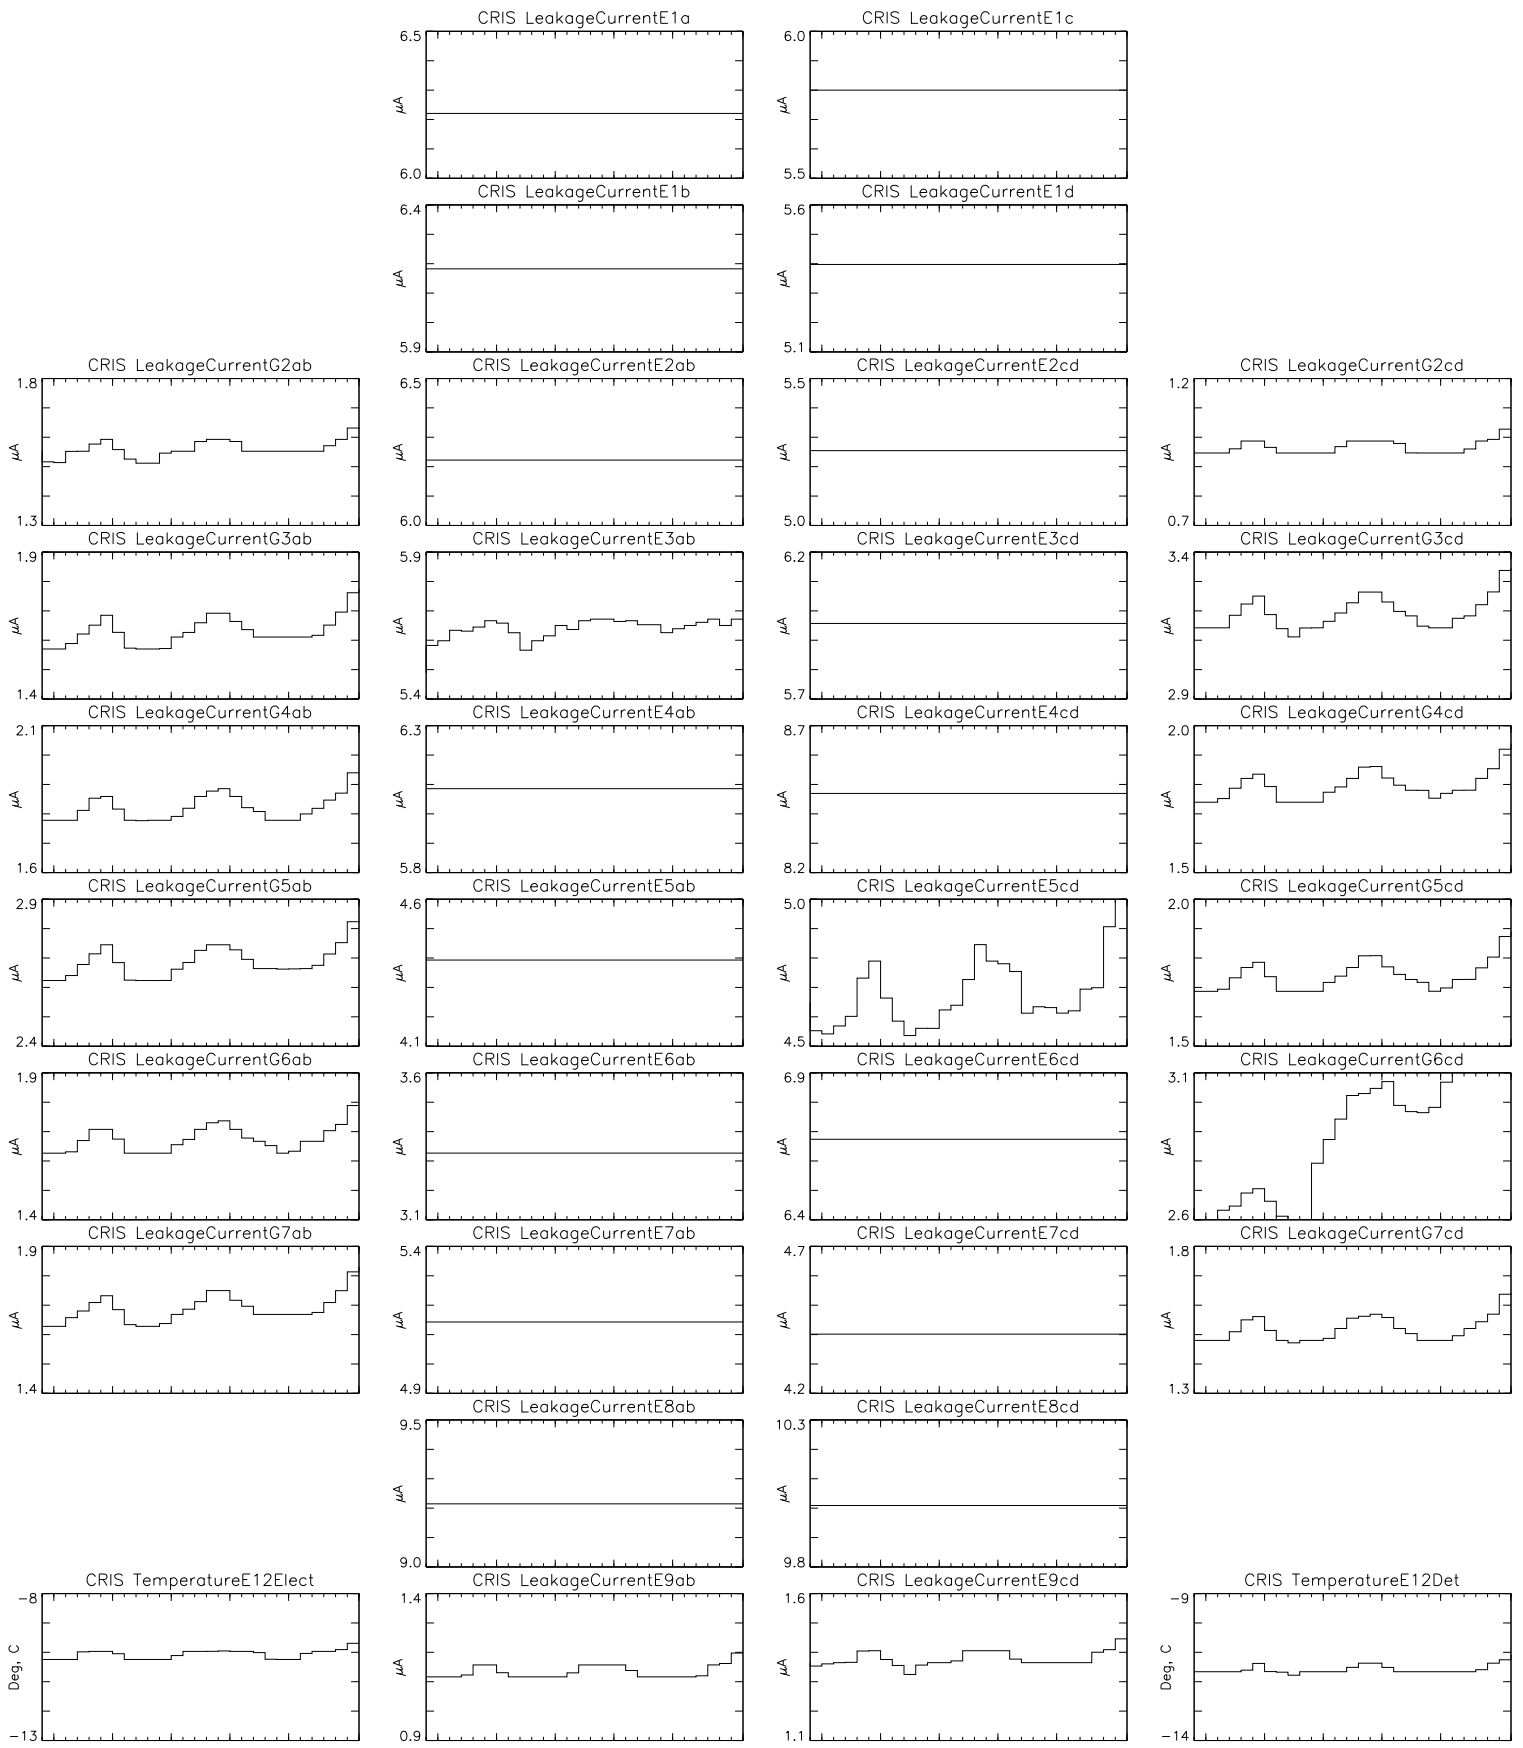 CRIS LeakageCurrentE1a CRIS LeakageCurrentE1c
6.5 6.0
µA µA
6.0 5.5
CRIS LeakageCurrentE1b CRIS LeakageCurrentE1d
6.4 5.6
µA µA
5.9 5.1
CRIS LeakageCurrentG2ab CRIS LeakageCurrentE2ab CRIS LeakageCurrentE2cd CRIS LeakageCurrentG2cd
1.8 6.5 5.5 1.2
µA µA µA µA
1.3 6.0 5.0 0.7
CRIS LeakageCurrentG3ab CRIS LeakageCurrentE3ab CRIS LeakageCurrentE3cd CRIS LeakageCurrentG3cd
1.9 5.9 6.2 3.4
µA µA µA µA
1.4 5.4 5.7 2.9
CRIS LeakageCurrentG4ab CRIS LeakageCurrentE4ab CRIS LeakageCurrentE4cd CRIS LeakageCurrentG4cd
2.1 6.3 8.7 2.0
µA µA µA µA
1.6 5.8 8.2 1.5
CRIS LeakageCurrentG5ab CRIS LeakageCurrentE5ab CRIS LeakageCurrentE5cd CRIS LeakageCurrentG5cd
2.9 4.6 5.0 2.0
µA µA µA µA
2.4 4.1 4.5 1.5
CRIS LeakageCurrentG6ab CRIS LeakageCurrentE6ab CRIS LeakageCurrentE6cd CRIS LeakageCurrentG6cd
1.9 3.6 6.9 3.1
µA µA µA µA
1.4 3.1 6.4 2.6
CRIS LeakageCurrentG7ab CRIS LeakageCurrentE7ab CRIS LeakageCurrentE7cd CRIS LeakageCurrentG7cd
1.9 5.4 4.7 1.8
µA µA µA µA
1.4 4.9 4.2 1.3
CRIS LeakageCurrentE8ab CRIS LeakageCurrentE8cd
9.5 10.3
µA µA
9.0 9.8
CRIS TemperatureE12Elect CRIS LeakageCurrentE9ab CRIS LeakageCurrentE9cd CRIS TemperatureE12Det
-8 1.4 1.6 -9
Deg, C µA µA Deg, C
-13 0.9 1.1 -14